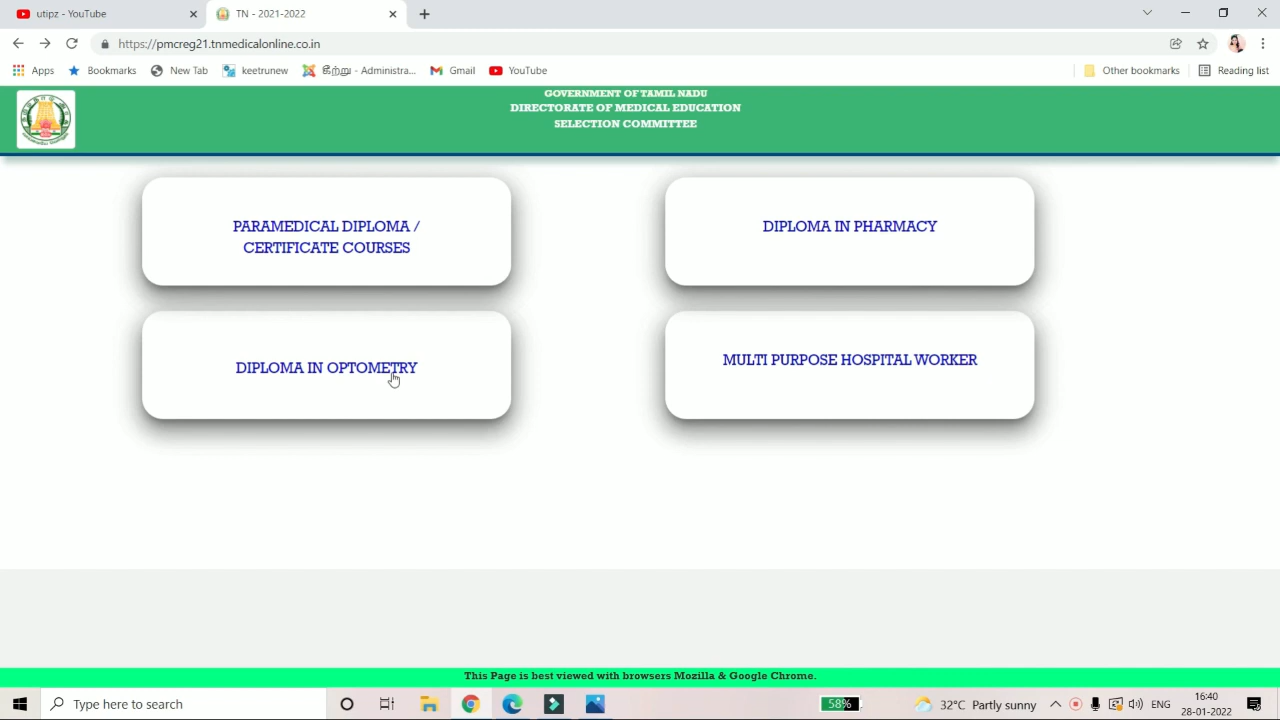 utipz - YouTube
TN - 2021-2022
https://pmcreg21.tnmedicalonline.co.in
Apps
Bookmarks
New Tab
keetrunew
கீற்று - Administra...
Gmail
YouTube
Other bookmarks
Reading list
GOVERNMENT OF TAMIL NADU
DIRECTORATE OF MEDICAL EDUCATION
SELECTION COMMITTEE
PARAMEDICAL DIPLOMA /
CERTIFICATE COURSES
DIPLOMA IN PHARMACY
DIPLOMA IN OPTOMETRY
MULTI PURPOSE HOSPITAL WORKER
This Page is best viewed with browsers Mozilla & Google Chrome.
Type here to search
58%
32°C Partly sunny
ENG
16:40
28-01-2022